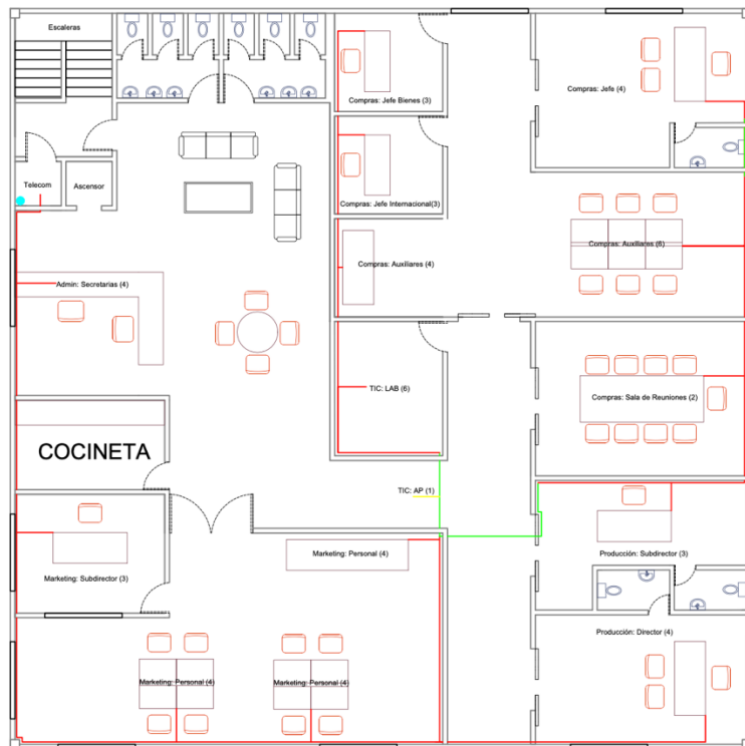 Escaleras
Compras: Jefe Bienes (3)
Compras: Jefe (4)
Telecom
Ascensor
Compras: Jefe Internacional(3)
Compras: Auxiliares (6)
Compras: Auxiliares (4)
Admin: Secretarias (4)
TIC: LAB (6)
Compras: Sala de Reuniones (2)
COCINETA
TIC: AP (1)
Marketing: Subdirector (3)
Marketing: Personal (4)
Producción: Subdirector (3)
Producción: Director (4)
Marketing: Personal (4)
Marketing: Personal (4)